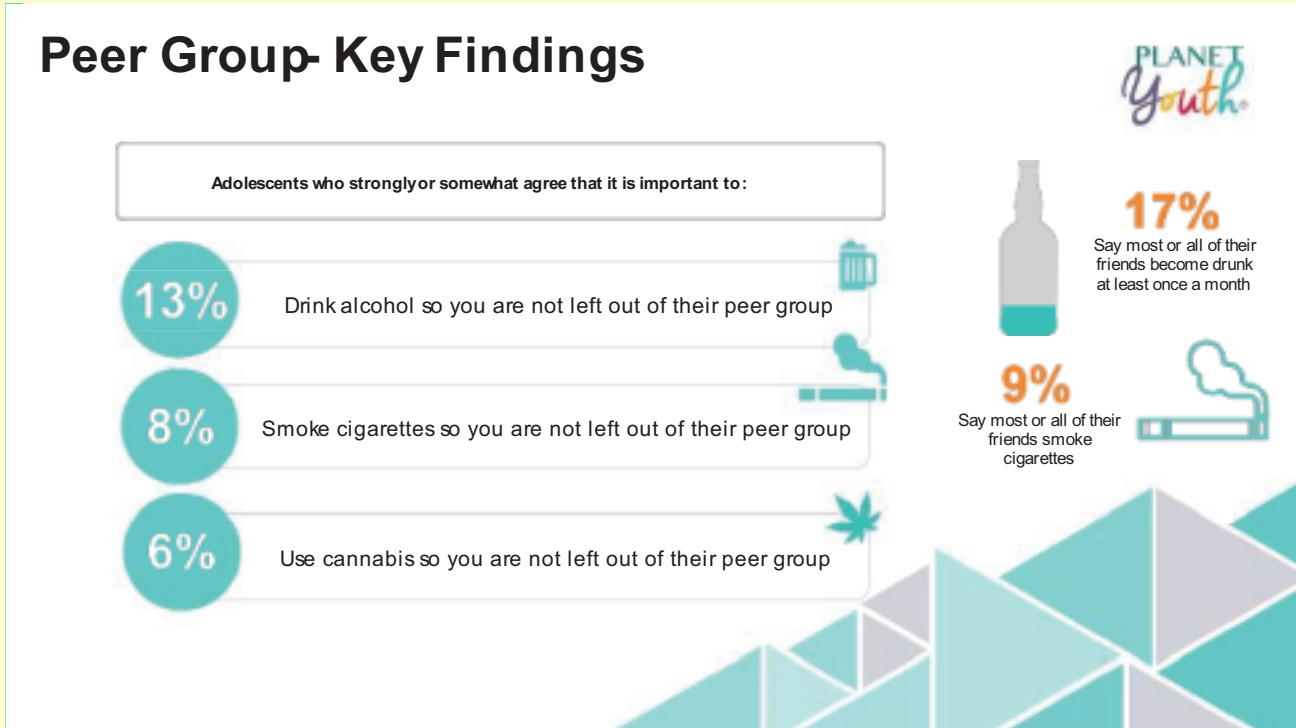 Peer Group- Key Findings
PLANET
Youth®
Adolescents who strongly or somewhat agree that it is important to:
13%
Drink alcohol so you are not left out of their peer group
8%
Smoke cigarettes so you are not left out of their peer group
6%
Use cannabis so you are not left out of their peer group
17%
Say most or all of their
friends become drunk
at least once a month
9%
Say most or all of their
friends smoke
cigarettes